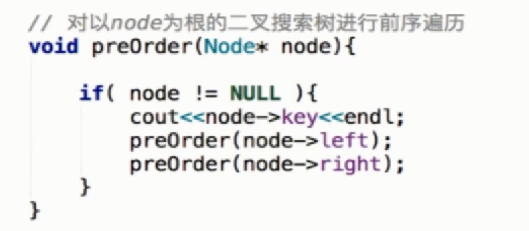 // 对以node为根的二叉搜索树进行前序遍历
void preOrder(Node* node){
if( node != NULL ){
cout<<node->key<<endl;
preOrder(node->left);
preOrder(node->right);
}
}